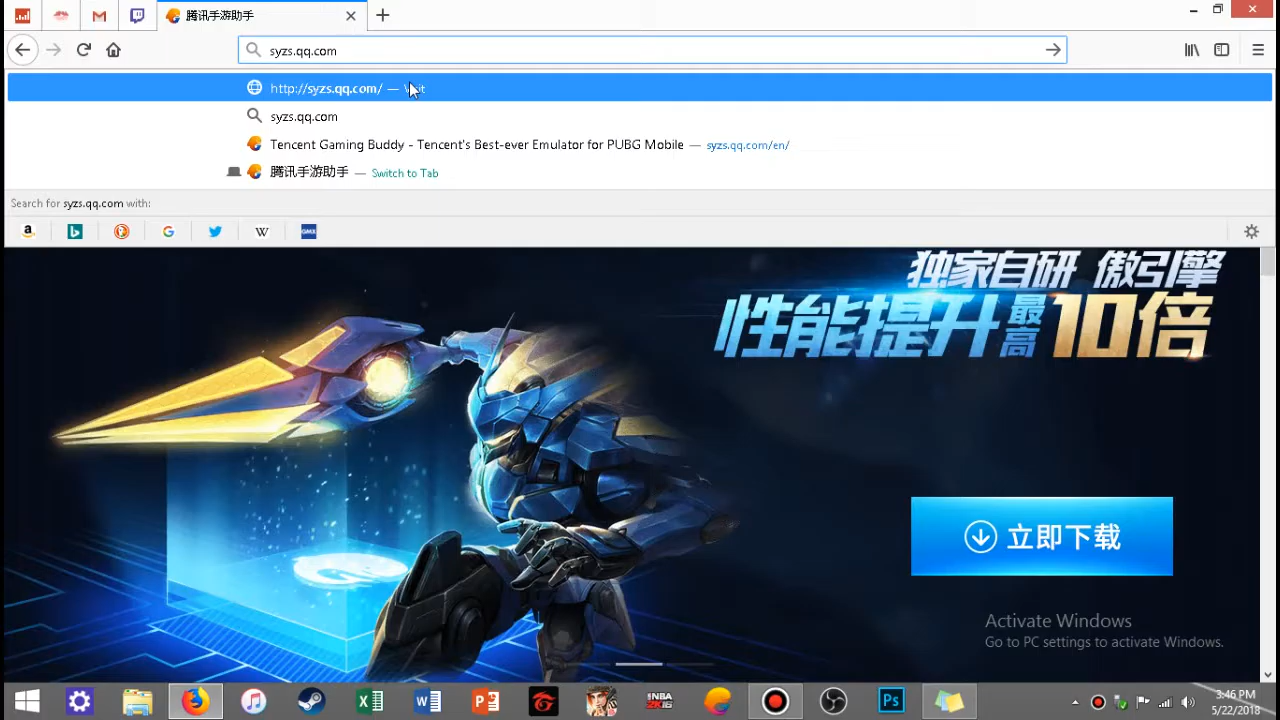 腾讯手游助手
syzs.qq.com
http://syzs.qq.com/ — Visit
syzs.qq.com
Tencent Gaming Buddy - Tencent's Best-ever Emulator for PUBG Mobile — syzs.qq.com/en/
腾讯手游助手 — Switch to Tab
Search for syzs.qq.com with:
独家自研 傲引擎
性能提升最高10倍
立即下载
Activate Windows
Go to PC settings to activate Windows.
3:46 PM
5/22/2018